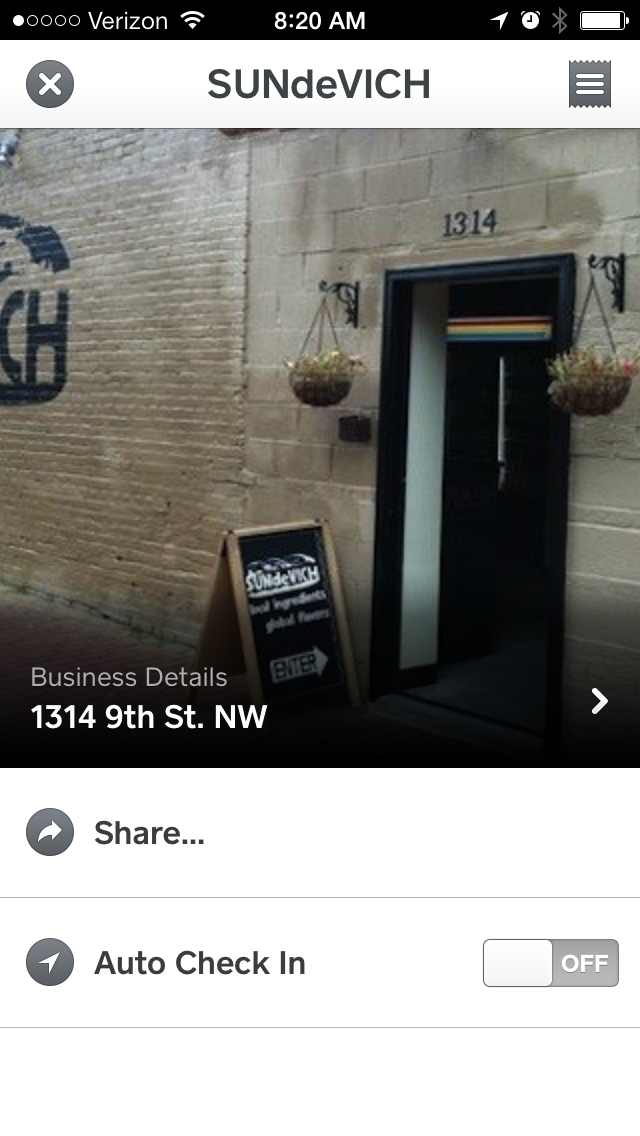 Verizon 8:20 AM
SUNdeVICH
1314
CH
SUNdeVICH
local ingredients
global flavors
ENTER
Business Details
1314 9th St. NW
Share...
Auto Check In OFF